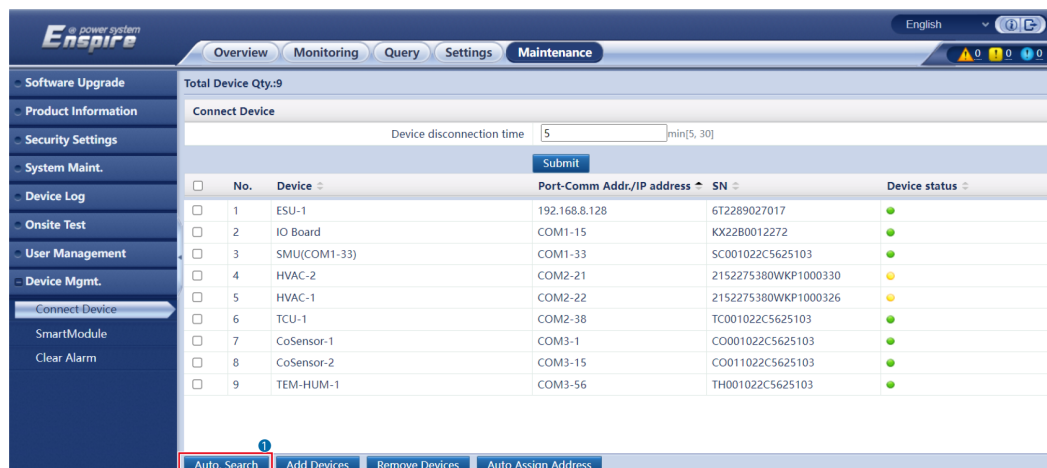 Enspire e power system
English
Overview Monitoring Query Settings Maintenance
0 0 0
Software Upgrade
Product Information
Security Settings
System Maint.
Device Log
Onsite Test
User Management
Device Mgmt.
Connect Device
SmartModule
Clear Alarm
Total Device Qty.:9
Connect Device
Device disconnection time 5 min[5, 30]
Submit
No. Device Port-Comm Addr./IP address SN Device status
1 ESU-1 192.168.8.128 6T2289027017
2 IO Board COM1-15 KX22B0012272
3 SMU(COM1-33) COM1-33 SC001022C5625103
4 HVAC-2 COM2-21 2152275380WKP1000330
5 HVAC-1 COM2-22 2152275380WKP1000326
6 TCU-1 COM2-38 TC001022C5625103
7 CoSensor-1 COM3-1 CO001022C5625103
8 CoSensor-2 COM3-15 CO011022C5625103
9 TEM-HUM-1 COM3-56 TH001022C5625103
1
Auto. Search Add Devices Remove Devices Auto Assign Address